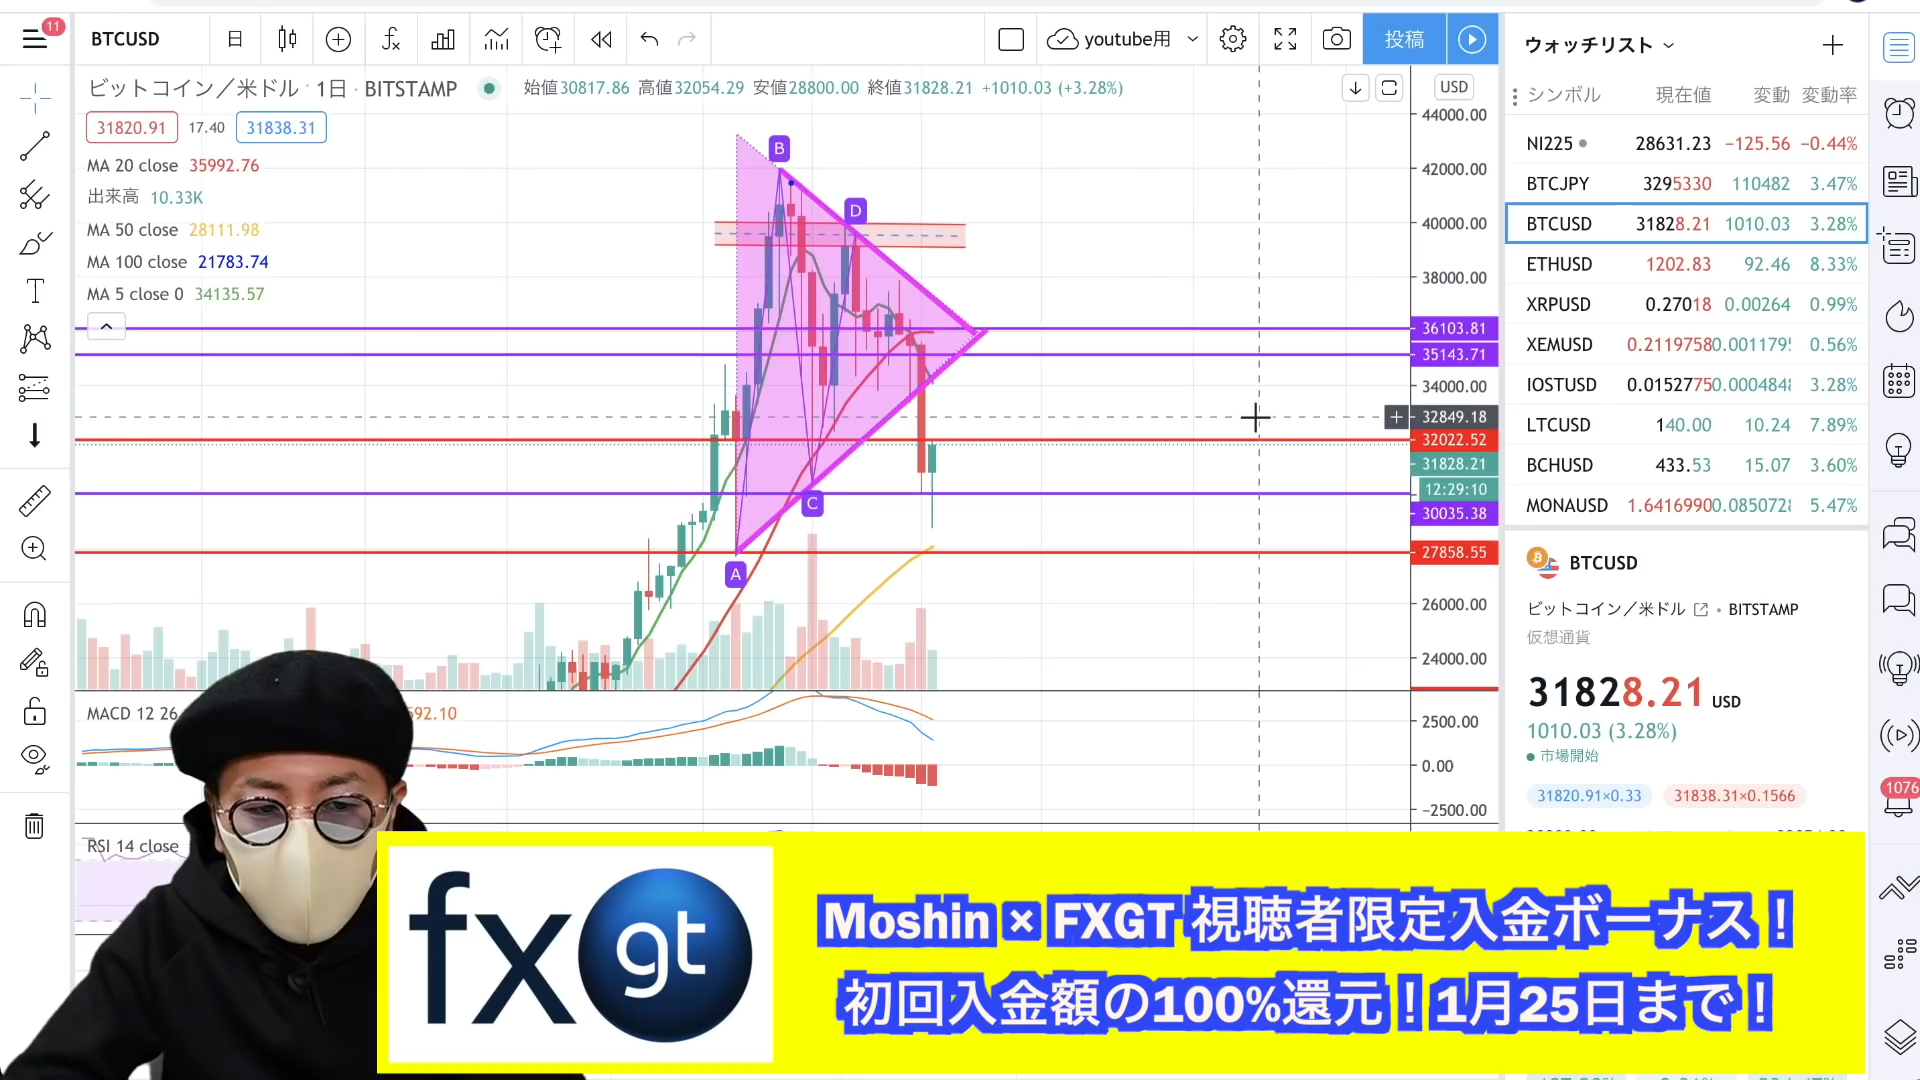 11
BTCUSD
日
youtube用
投稿
ウォッチリスト
ビットコイン／米ドル · 1日 · BITSTAMP
始値30817.86 高値32054.29 安値28800.00 終値31828.21 +1010.03 (+3.28%)
USD
31820.91 17.40 31838.31
MA 20 close 35992.76
出来高 10.33K
MA 50 close 28111.98
MA 100 close 21783.74
MA 5 close 0 34135.57
B
D
C
A
44000.00
42000.00
40000.00
38000.00
36103.81
35143.71
34000.00
32849.18
32022.52
31828.21
12:29:10
30035.38
27858.55
26000.00
24000.00
MACD 12 26
592.10
2500.00
0.00
−2500.00
RSI 14 close
シンボル 現在値 変動 変動率
NI225 28631.23 −125.56 −0.44%
BTCJPY 3295330 110482 3.47%
BTCUSD 31828.21 1010.03 3.28%
ETHUSD 1202.83 92.46 8.33%
XRPUSD 0.27018 0.00264 0.99%
XEMUSD 0.2119758 0.56%
IOSTUSD 0.0152775 3.28%
LTCUSD 140.00 10.24 7.89%
BCHUSD 433.53 15.07 3.60%
MONAUSD 1.6416990 5.47%
BTCUSD
ビットコイン／米ドル • BITSTAMP
仮想通貨
31828.21 USD
1010.03 (3.28%)
市場開始
31820.91×0.33 31838.31×0.1566
1076
fxgt
Moshin × FXGT 視聴者限定入金ボーナス！
初回入金額の100%還元！1月25日まで！